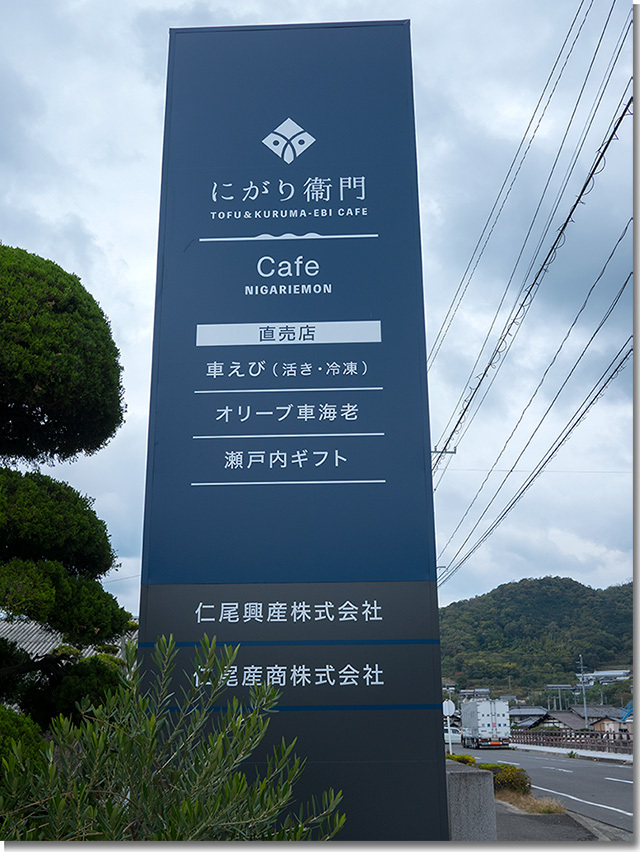 にがり衛門
TOFU & KURUMA-EBI CAFE
Cafe
NIGARIEMON
直売店
車えび（活き・冷凍）
オリーブ車海老
瀬戸内ギフト
仁尾興産株式会社
仁尾産商株式会社